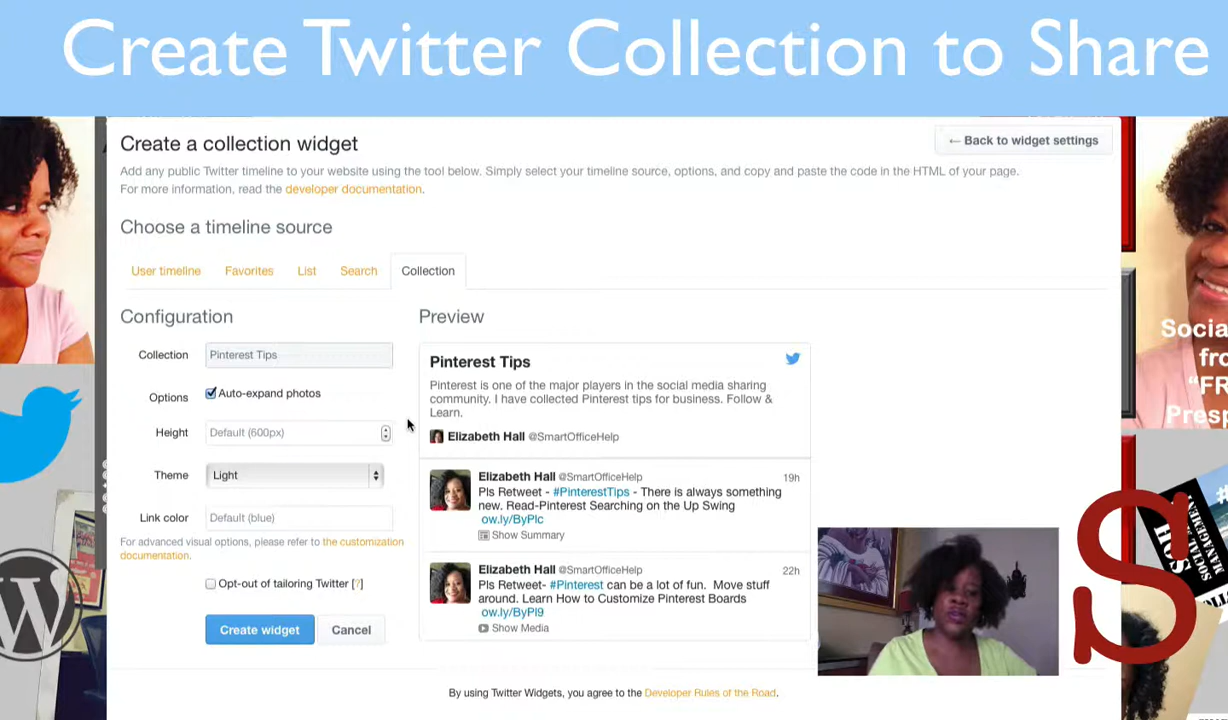 Create Twitter Collection to Share
Create a collection widget
← Back to widget settings
Add any public Twitter timeline to your website using the tool below. Simply select your timeline source, options, and copy and paste the code in the HTML of your page.
For more information, read the developer documentation.
Choose a timeline source
User timeline Favorites List Search Collection
Configuration
Collection Pinterest Tips
Options Auto-expand photos
Height Default (600px)
Theme Light
Link color Default (blue)
For advanced visual options, please refer to the customization
documentation.
Opt-out of tailoring Twitter [?]
Create widget Cancel
Preview
Pinterest Tips
Pinterest is one of the major players in the social media sharing
community. I have collected Pinterest tips for business. Follow &
Learn.
Elizabeth Hall @SmartOfficeHelp
Elizabeth Hall @SmartOfficeHelp 19h
Pls Retweet - #PinterestTips - There is always something
new. Read-Pinterest Searching on the Up Swing
ow.ly/ByPlc
Show Summary
Elizabeth Hall @SmartOfficeHelp 22h
Pls Retweet- #Pinterest can be a lot of fun. Move stuff
around. Learn How to Customize Pinterest Boards
ow.ly/ByPl9
Show Media
By using Twitter Widgets, you agree to the Developer Rules of the Road.
Socia
fro
"FR
Presp
S
MANAGEMENT